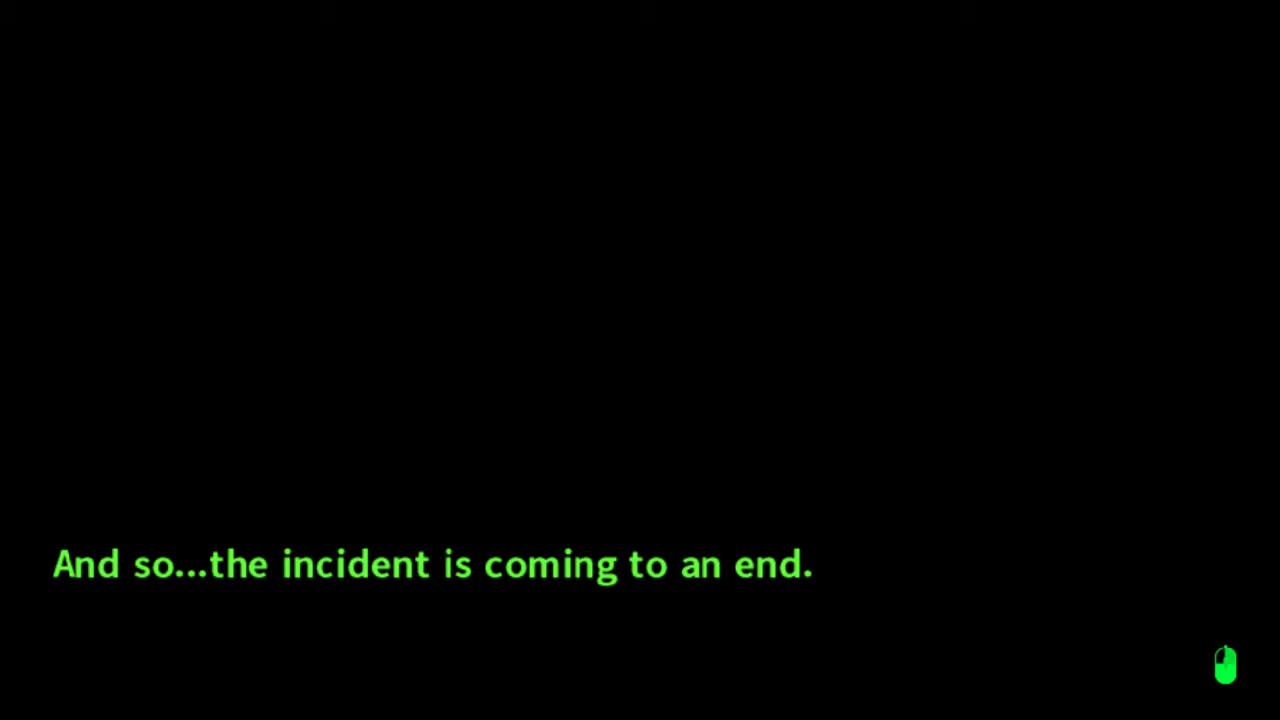 And so...the incident is coming to an end.